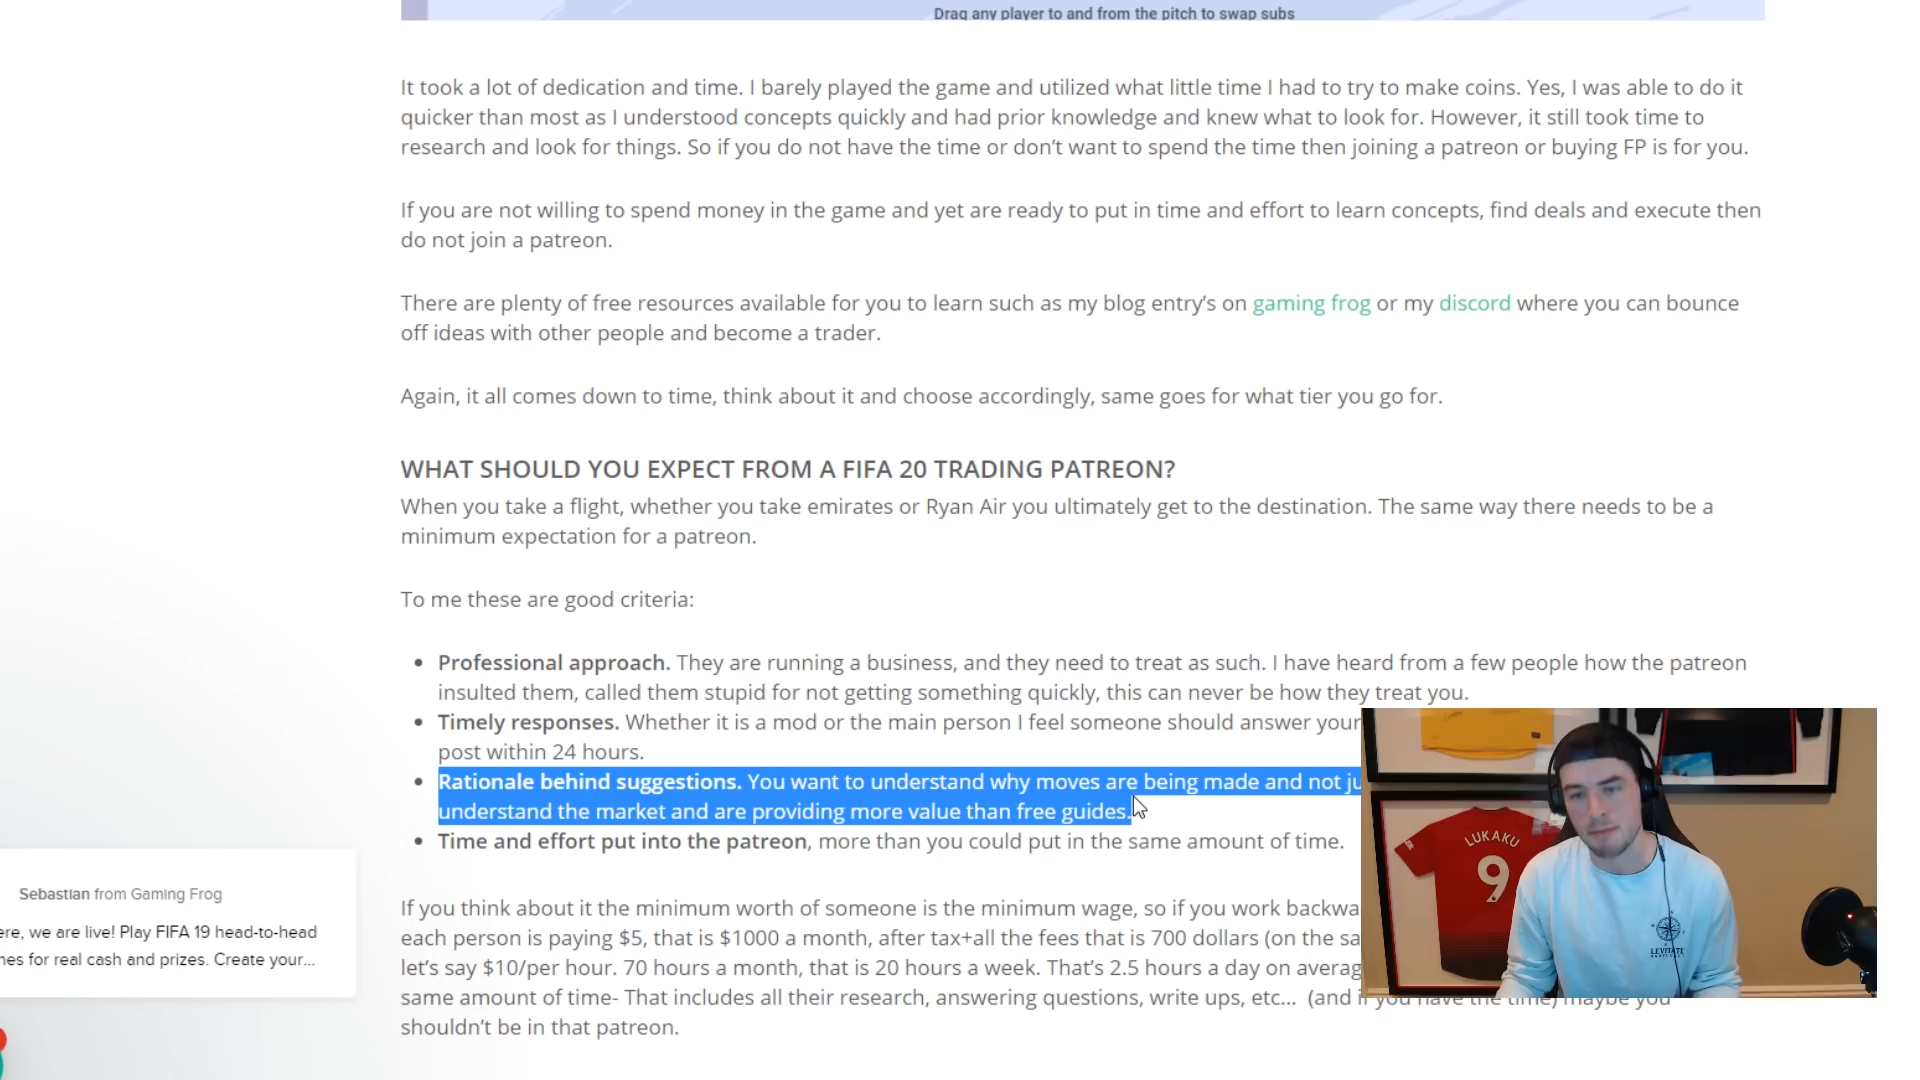 Drag any player to and from the pitch to swap subs
It took a lot of dedication and time. I barely played the game and utilized what little time I had to try to make coins. Yes, I was able to do it
quicker than most as I understood concepts quickly and had prior knowledge and knew what to look for. However, it still took time to
research and look for things. So if you do not have the time or don’t want to spend the time then joining a patreon or buying FP is for you.
If you are not willing to spend money in the game and yet are ready to put in time and effort to learn concepts, find deals and execute then
do not join a patreon.
There are plenty of free resources available for you to learn such as my blog entry’s on gaming frog or my discord where you can bounce
off ideas with other people and become a trader.
Again, it all comes down to time, think about it and choose accordingly, same goes for what tier you go for.
WHAT SHOULD YOU EXPECT FROM A FIFA 20 TRADING PATREON?
When you take a flight, whether you take emirates or Ryan Air you ultimately get to the destination. The same way there needs to be a
minimum expectation for a patreon.
To me these are good criteria:
Professional approach. They are running a business, and they need to treat as such. I have heard from a few people how the patreon
insulted them, called them stupid for not getting something quickly, this can never be how they treat you.
Timely responses. Whether it is a mod or the main person I feel someone should answer your
post within 24 hours.
Rationale behind suggestions. You want to understand why moves are being made and not ju
understand the market and are providing more value than free guides.
Time and effort put into the patreon, more than you could put in the same amount of time.
If you think about it the minimum worth of someone is the minimum wage, so if you work backwa
each person is paying $5, that is $1000 a month, after tax+all the fees that is 700 dollars (on the sa
let’s say $10/per hour. 70 hours a month, that is 20 hours a week. That’s 2.5 hours a day on averag
same amount of time- That includes all their research, answering questions, write ups, etc… (and if you have the time) maybe you
shouldn’t be in that patreon.
Sebastian from Gaming Frog
ere, we are live! Play FIFA 19 head-to-head
nes for real cash and prizes. Create your...
LUKAKU
9
LEVITATE